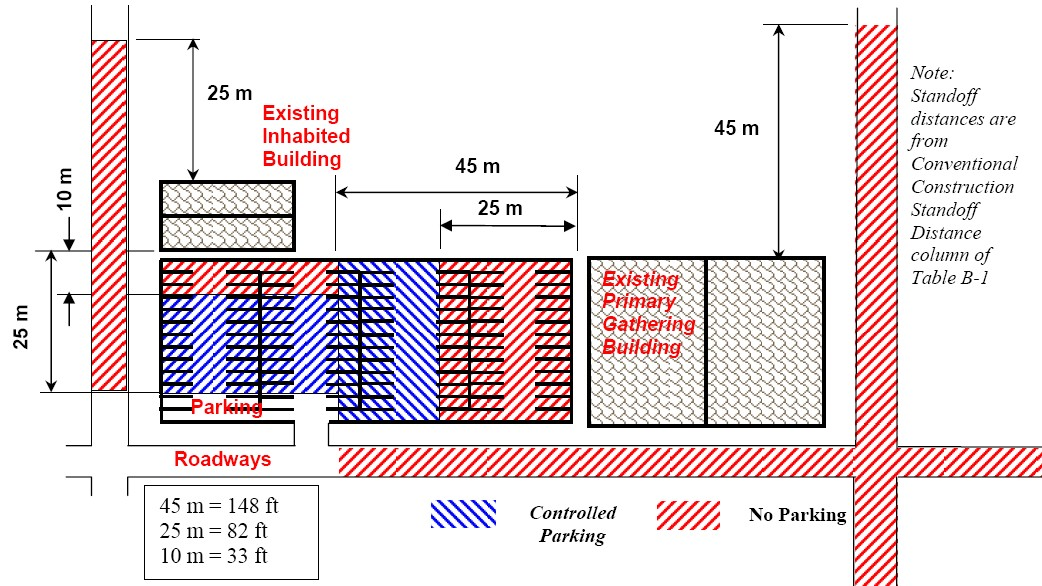 25 m
Existing
Inhabited
Building
10 m
45 m
25 m
45 m
Note:
Standoff
distances are
from
Conventional
Construction
Standoff
Distance
column of
Table B-1
25 m
Existing
Primary
Gathering
Building
Parking
Roadways
45 m = 148 ft
25 m = 82 ft
10 m = 33 ft
Controlled
Parking
No Parking